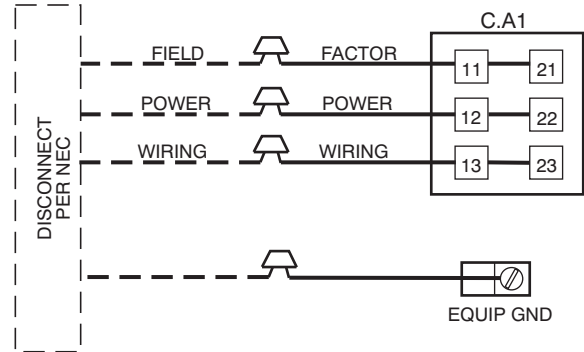 C.A1
FIELD FACTOR
11 21
POWER POWER
12 22
WIRING WIRING
13 23
DISCONNECT
PER NEC
EQUIP GND